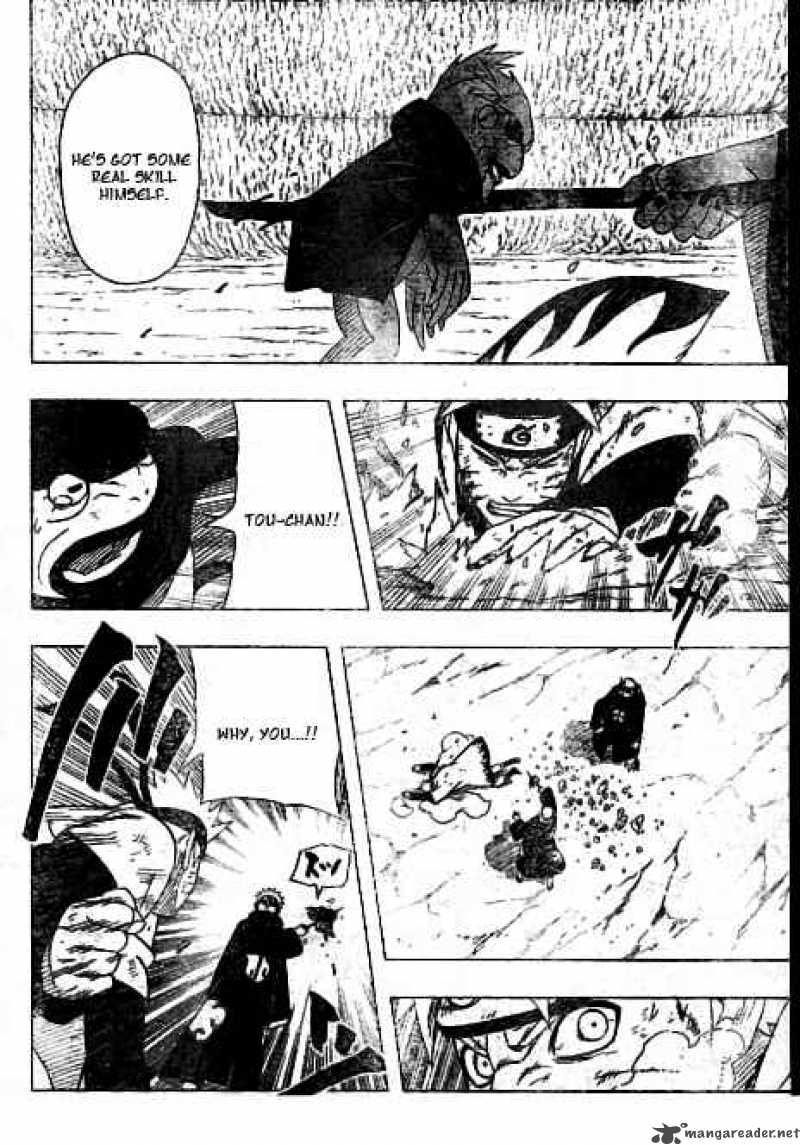 HE'S GOT SOME
REAL SKILL
HIMSELF.
TOU-CHAN!!
WHY, YOU...!!
mangareader.net